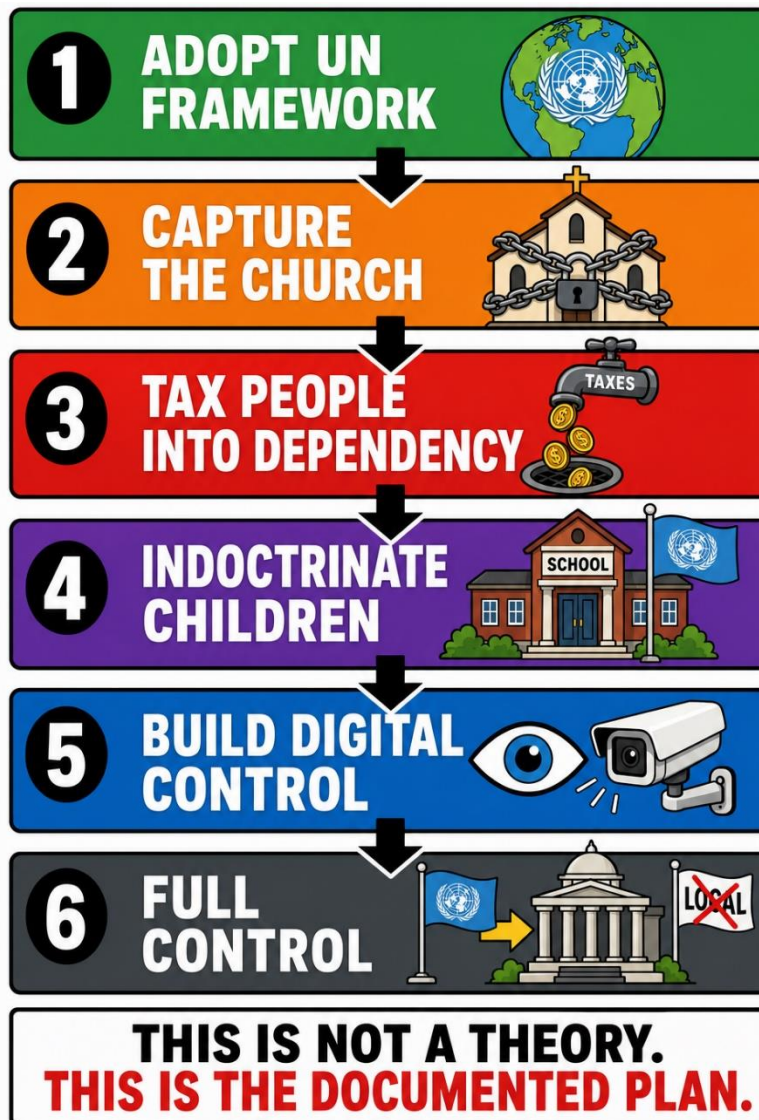 1
ADOPT UN
FRAMEWORK
2
CAPTURE
THE CHURCH
3
TAX PEOPLE
INTO DEPENDENCY
TAXES
4
INDOCTRINATE
CHILDREN
SCHOOL
5
BUILD DIGITAL
CONTROL
6
FULL
CONTROL
LOCAL
THIS IS NOT A THEORY.
THIS IS THE DOCUMENTED PLAN.